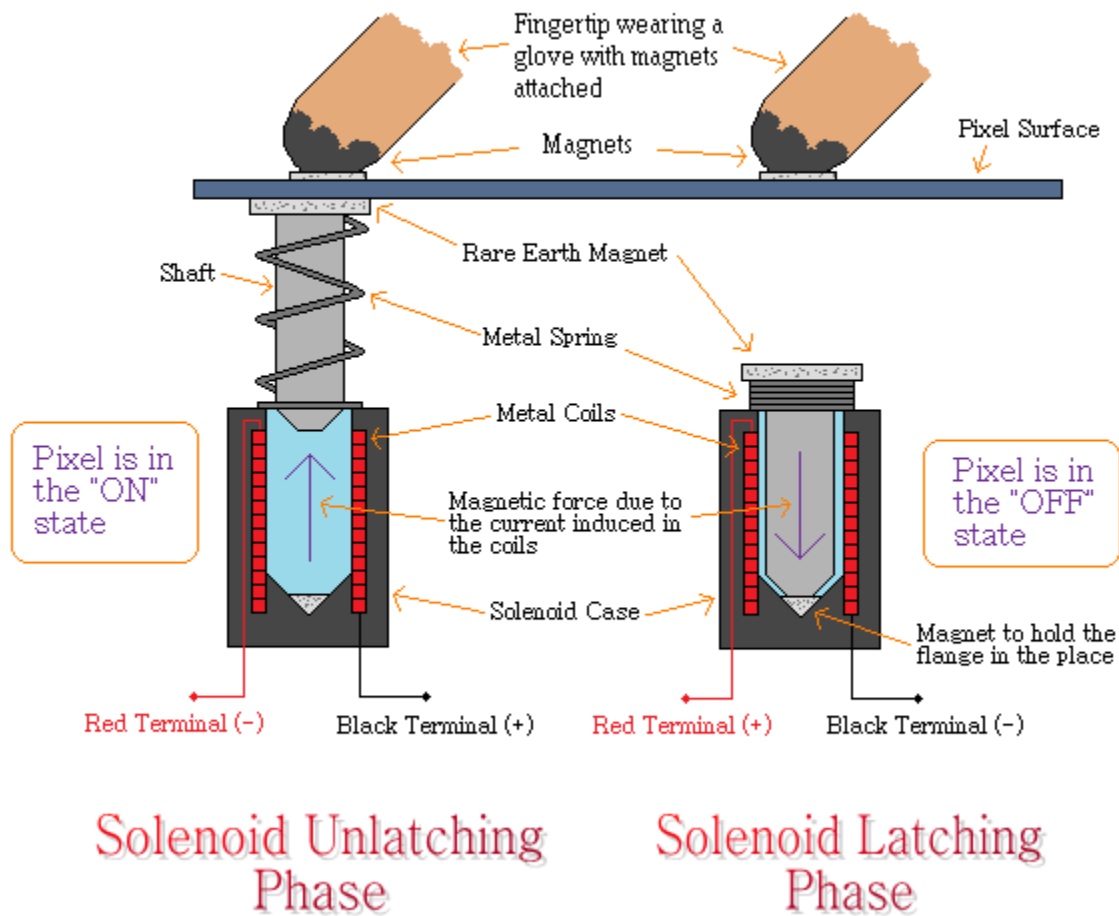 Fingertip wearing a
glove with magnets
attached
Pixel Surface
Magnets
Rare Earth Magnet
Shaft
Metal Spring
Metal Coils
Pixel is in
the "ON"
state
Pixel is in
the "OFF"
state
Magnetic force due to
the current induced in
the coils
Solenoid Case
Magnet to hold the
flange in the place
Red Terminal (-)
Black Terminal (+)
Red Terminal (+)
Black Terminal (-)
Solenoid Unlatching
Phase
Solenoid Latching
Phase